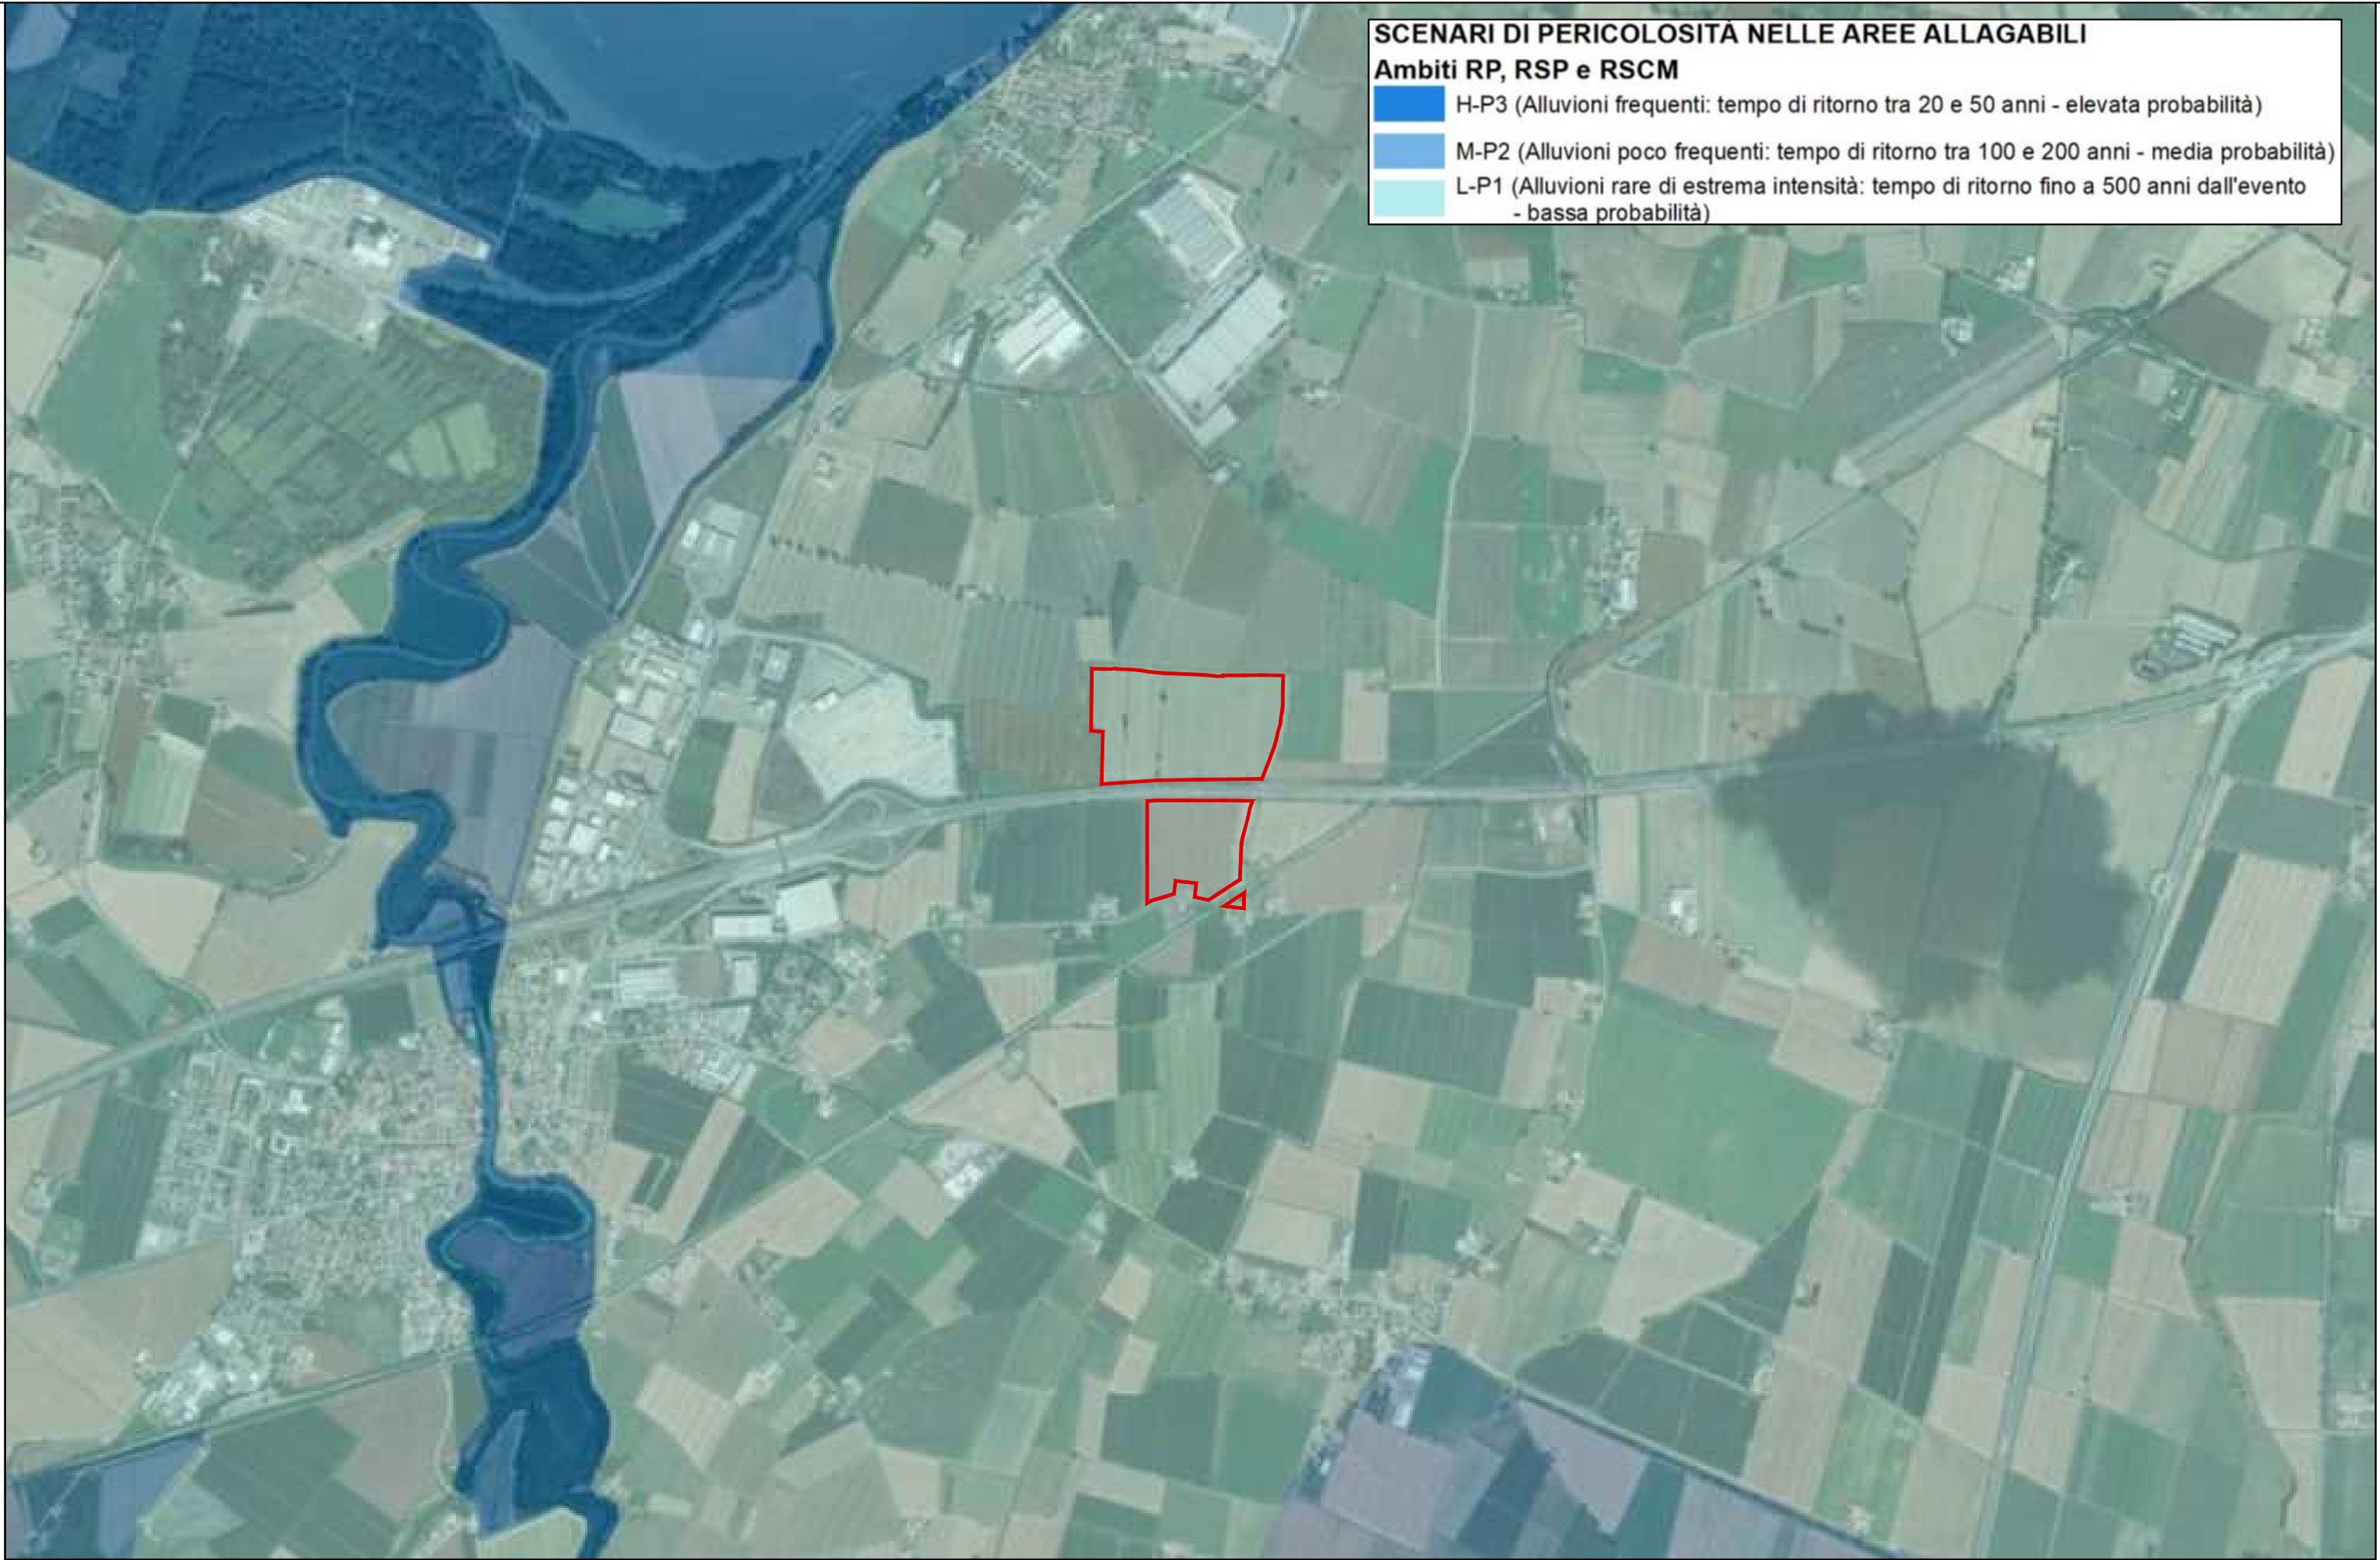 SCENARI DI PERICOLOSITÀ NELLE AREE ALLAGABILI
Ambiti RP, RSP e RSCM
H-P3 (Alluvioni frequenti: tempo di ritorno tra 20 e 50 anni - elevata probabilità)
M-P2 (Alluvioni poco frequenti: tempo di ritorno tra 100 e 200 anni - media probabilità)
L-P1 (Alluvioni rare di estrema intensità: tempo di ritorno fino a 500 anni dall'evento
- bassa probabilità)